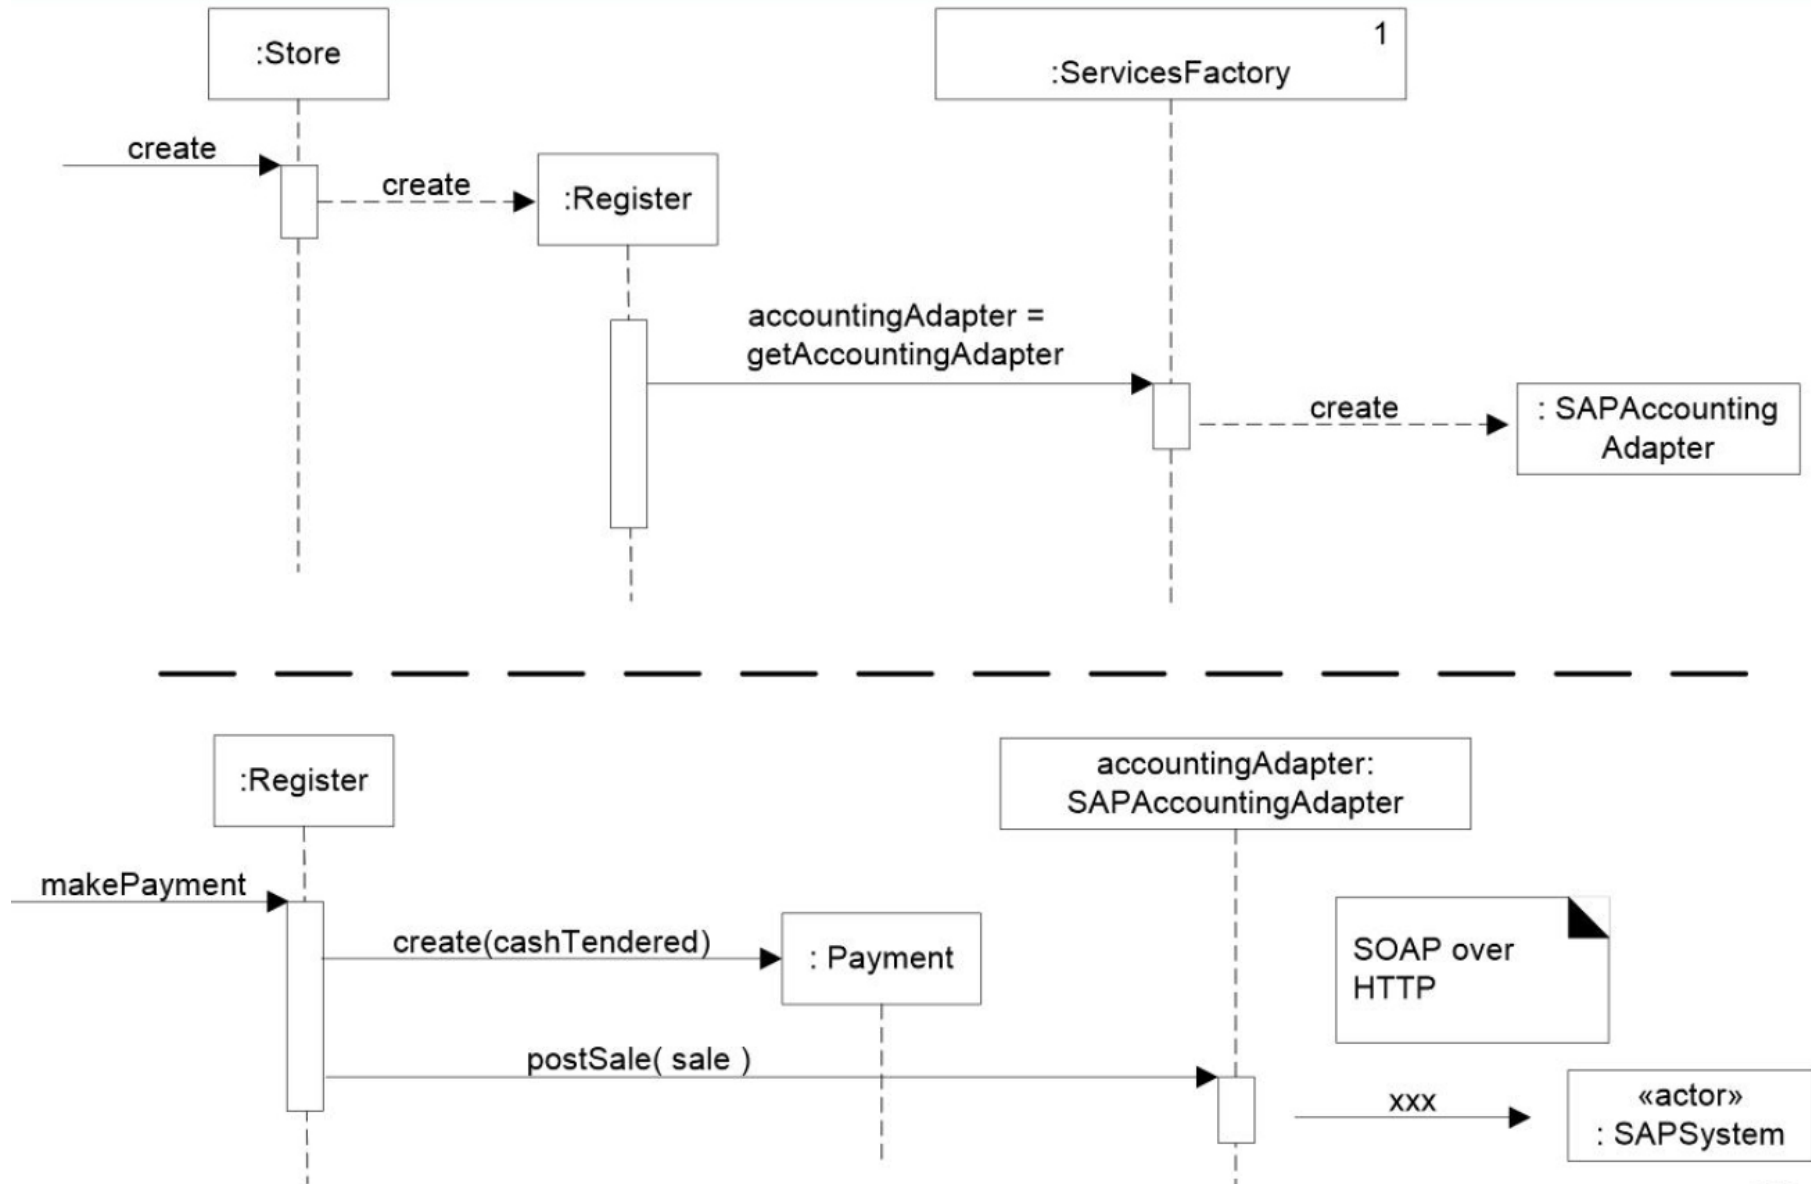 :Store
1
:ServicesFactory
create
create
:Register
accountingAdapter =
getAccountingAdapter
create
: SAPAccounting
Adapter
:Register
accountingAdapter:
SAPAccountingAdapter
makePayment
create(cashTendered)
: Payment
SOAP over
HTTP
postSale( sale )
xxx
«actor»
: SAPSystem